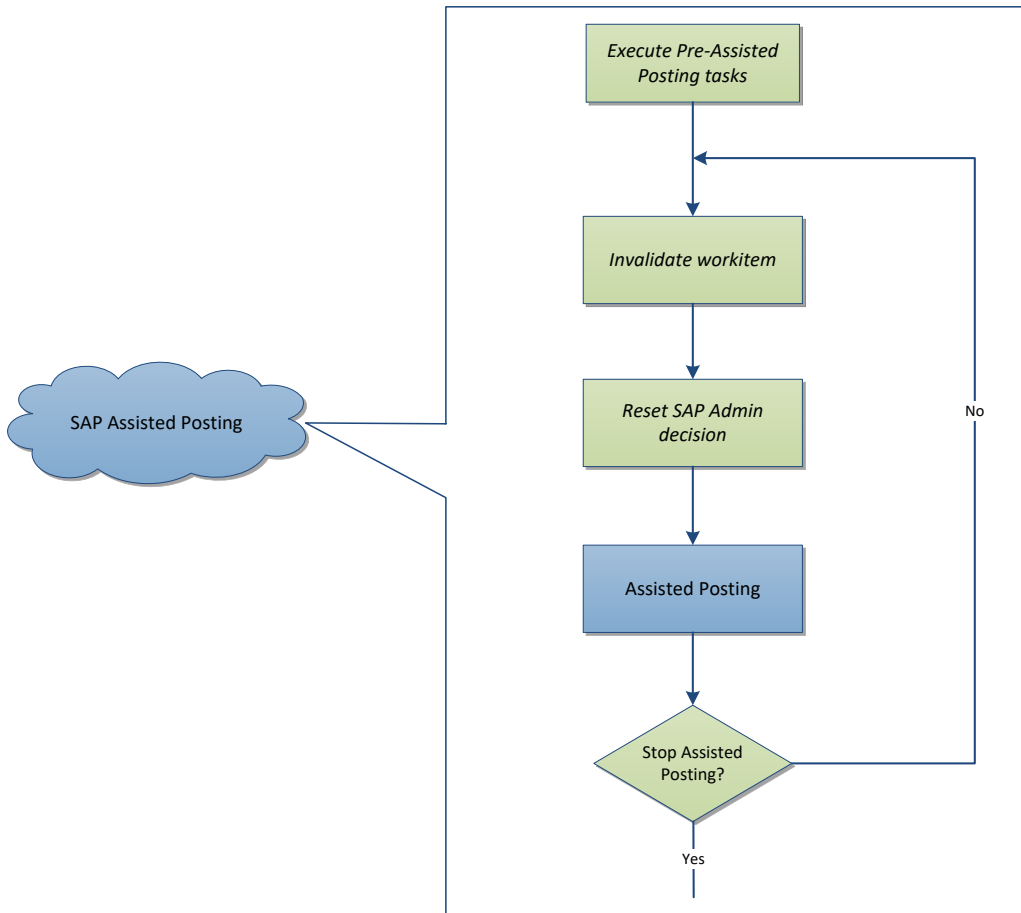 Execute Pre-Assisted
Posting tasks
Invalidate workitem
SAP Assisted Posting
Reset SAP Admin
decision
No
Assisted Posting
Stop Assisted
Posting?
Yes